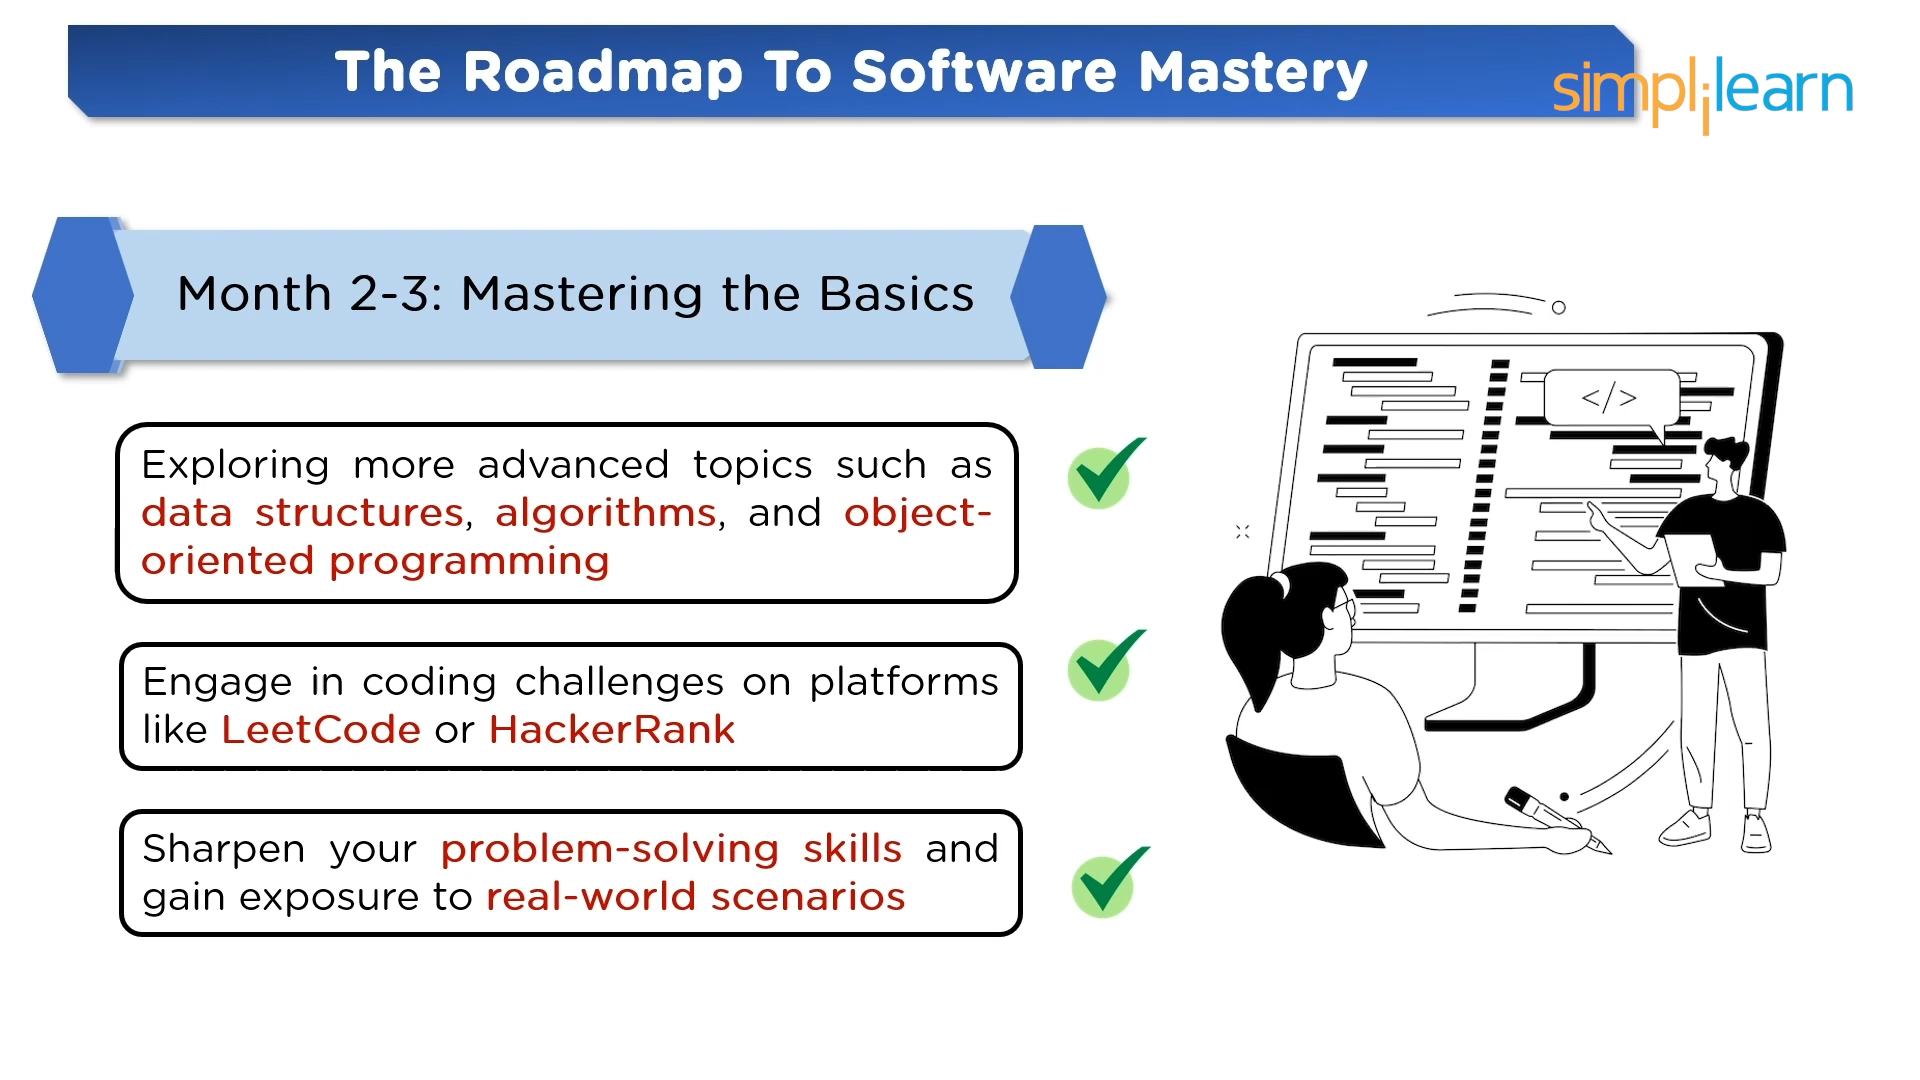 The Roadmap To Software Mastery
simplilearn
Month 2-3: Mastering the Basics
Exploring more advanced topics such as
data structures, algorithms, and object-
oriented programming
Engage in coding challenges on platforms
like LeetCode or HackerRank
Sharpen your problem-solving skills and
gain exposure to real-world scenarios
</>